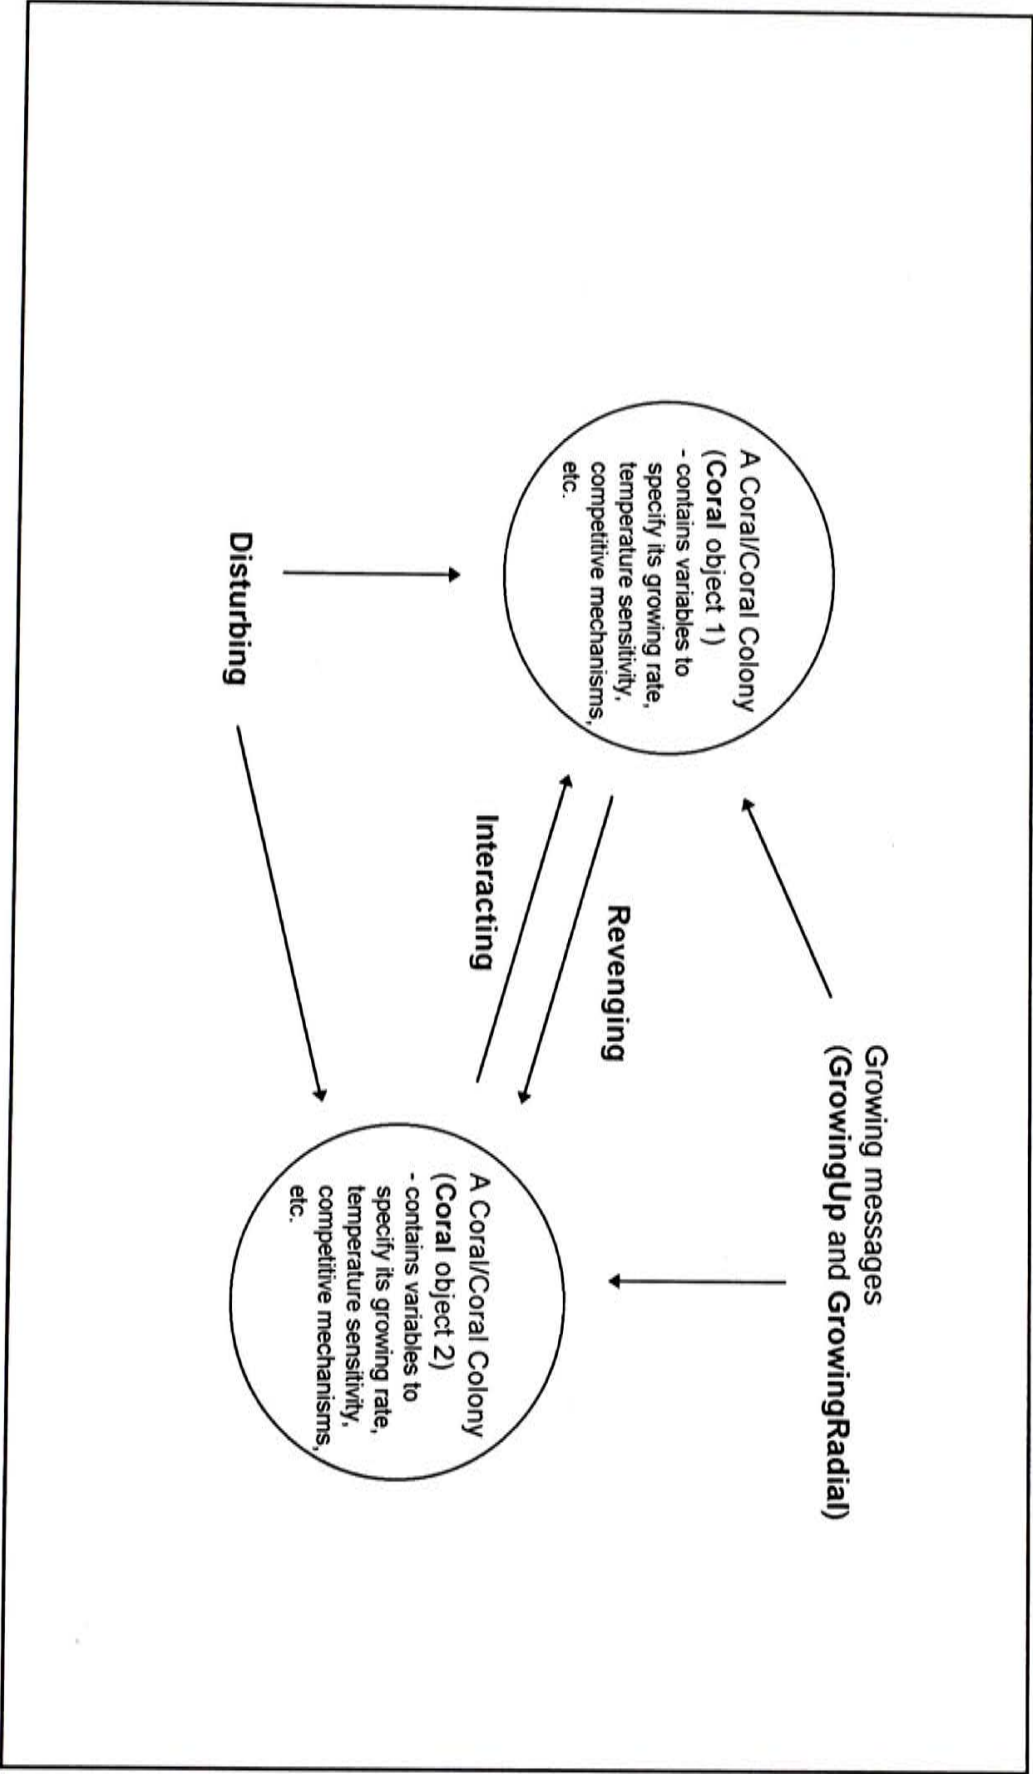 Growing messages
(GrowingUp and GrowingRadial)
A Coral/Coral Colony
(Coral object 1)
- contains variables to
specify its growing rate,
temperature sensitivity,
competitive mechanisms,
etc.
Revenging
Interacting
A Coral/Coral Colony
(Coral object 2)
- contains variables to
specify its growing rate,
temperature sensitivity,
competitive mechanisms,
etc.
Disturbing